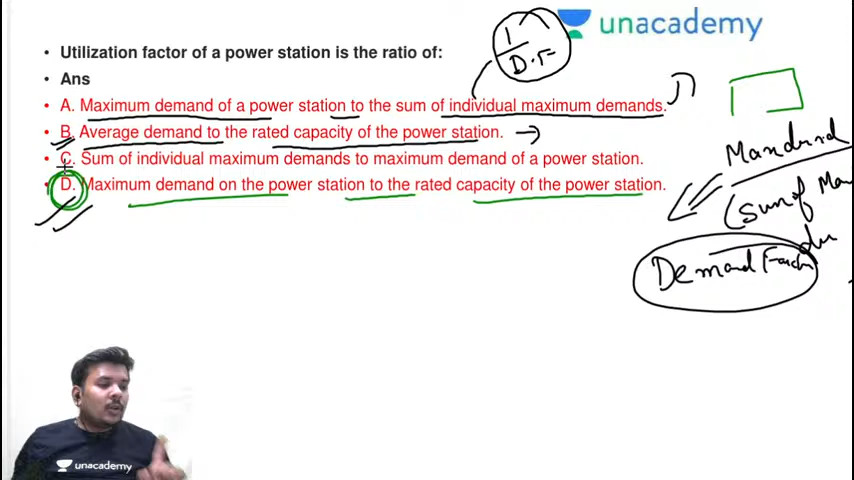 unacademy
• Utilization factor of a power station is the ratio of:
• Ans
• A. Maximum demand of a power station to the sum of individual maximum demands.
• B. Average demand to the rated capacity of the power station.
• C. Sum of individual maximum demands to maximum demand of a power station.
• D. Maximum demand on the power station to the rated capacity of the power station.
1
D.F
(Sum of Man
Demand Factor
unacademy